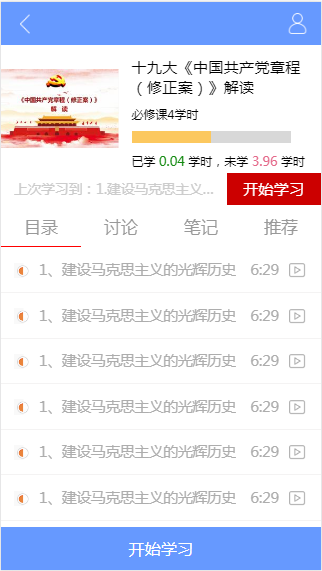 《中国共产党章程（修正案）》
解 读
十九大《中国共产党章程
（修正案）》解读
必修课4学时
已学 0.04 学时，未学 3.96 学时
上次学习到：1.建设马克思主义... 开始学习
目录 讨论 笔记 推荐
1、建设马克思主义的光辉历史 6:29
1、建设马克思主义的光辉历史 6:29
1、建设马克思主义的光辉历史 6:29
1、建设马克思主义的光辉历史 6:29
1、建设马克思主义的光辉历史 6:29
1、建设马克思主义的光辉历史 6:29
开始学习